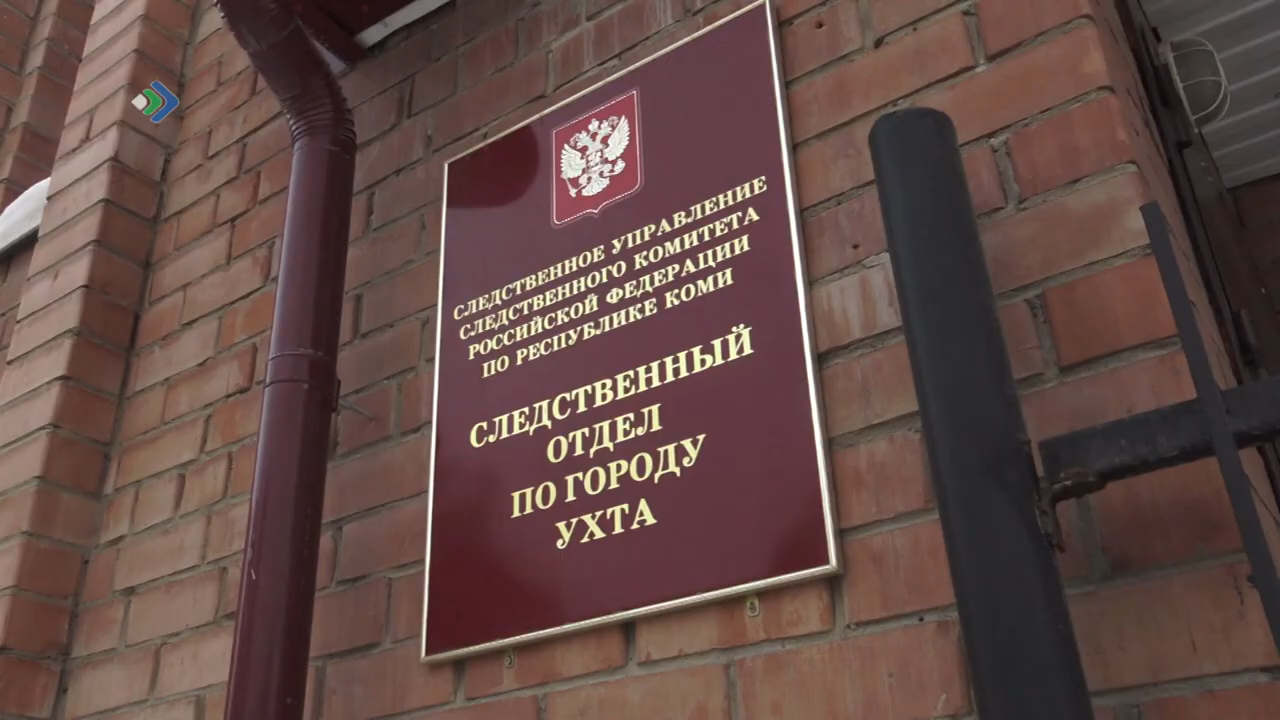 СЛЕДСТВЕННОЕ УПРАВЛЕНИЕ
СЛЕДСТВЕННОГО КОМИТЕТА
РОССИЙСКОЙ ФЕДЕРАЦИИ
ПО РЕСПУБЛИКЕ КОМИ
СЛЕДСТВЕННЫЙ
ОТДЕЛ
ПО ГОРОДУ
УХТА